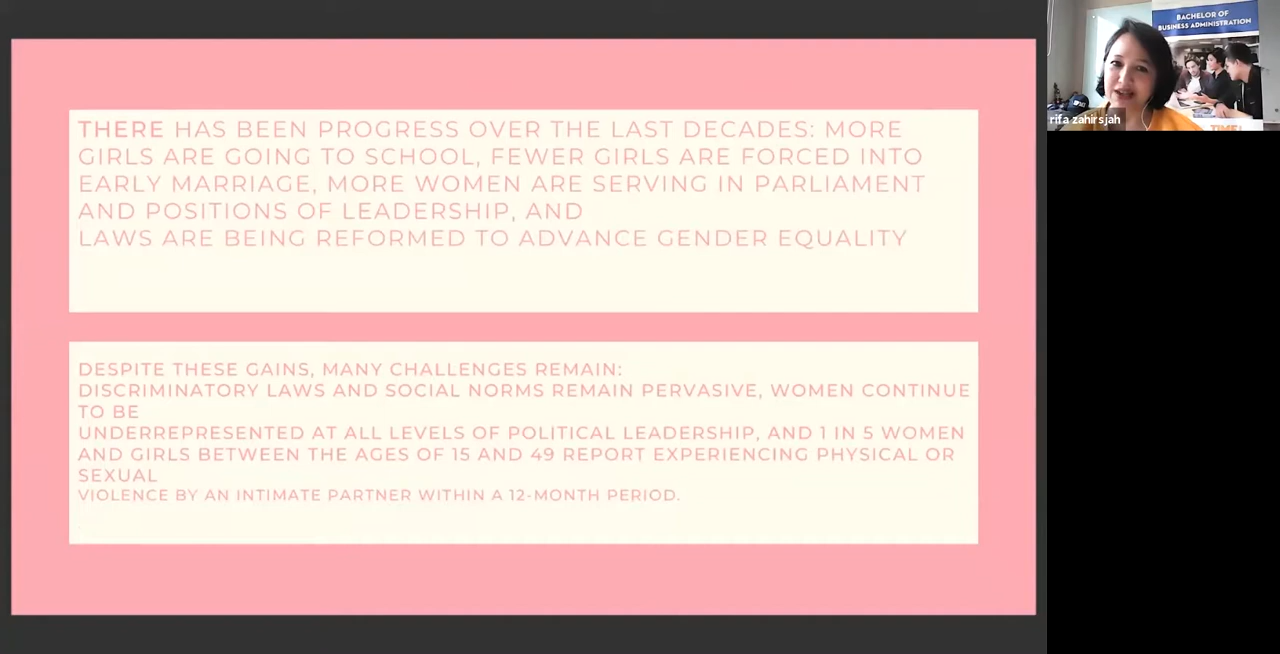 THERE HAS BEEN PROGRESS OVER THE LAST DECADES: MORE
GIRLS ARE GOING TO SCHOOL, FEWER GIRLS ARE FORCED INTO
EARLY MARRIAGE, MORE WOMEN ARE SERVING IN PARLIAMENT
AND POSITIONS OF LEADERSHIP, AND
LAWS ARE BEING REFORMED TO ADVANCE GENDER EQUALITY
DESPITE THESE GAINS, MANY CHALLENGES REMAIN:
DISCRIMINATORY LAWS AND SOCIAL NORMS REMAIN PERVASIVE, WOMEN CONTINUE
TO BE
UNDERREPRESENTED AT ALL LEVELS OF POLITICAL LEADERSHIP, AND 1 IN 5 WOMEN
AND GIRLS BETWEEN THE AGES OF 15 AND 49 REPORT EXPERIENCING PHYSICAL OR
SEXUAL
VIOLENCE BY AN INTIMATE PARTNER WITHIN A 12-MONTH PERIOD.
BACHELOR OF
BUSINESS ADMINISTRATION
rifa zahirsjah
TIME!